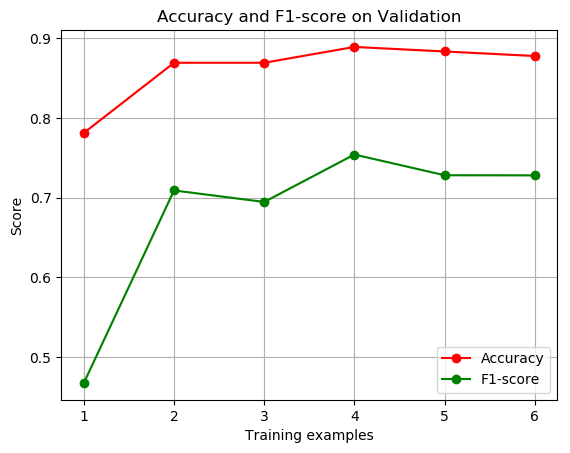 Accuracy and F1-score on Validation
0.9
0.8
0.7
0.6
0.5
Score
1 2 3 4 5 6
Training examples
Accuracy
F1-score